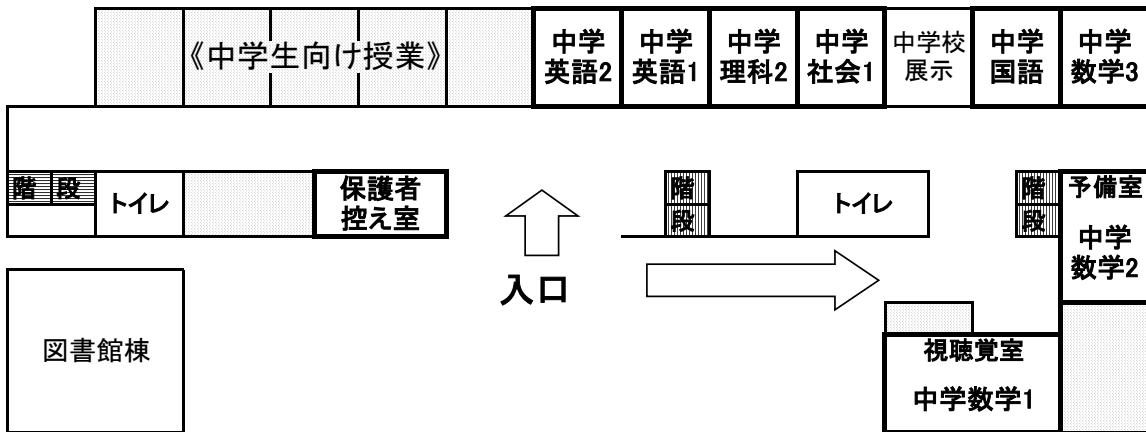 《中学生向け授業》
中学
英語2
中学
英語1
中学
理科2
中学
社会1
中学校
展示
中学
国語
中学
数学3
階段
トイレ
保護者
控え室
階
段
トイレ
階
段
予備室
中学
数学2
入口
図書館棟
視聴覚室
中学数学1